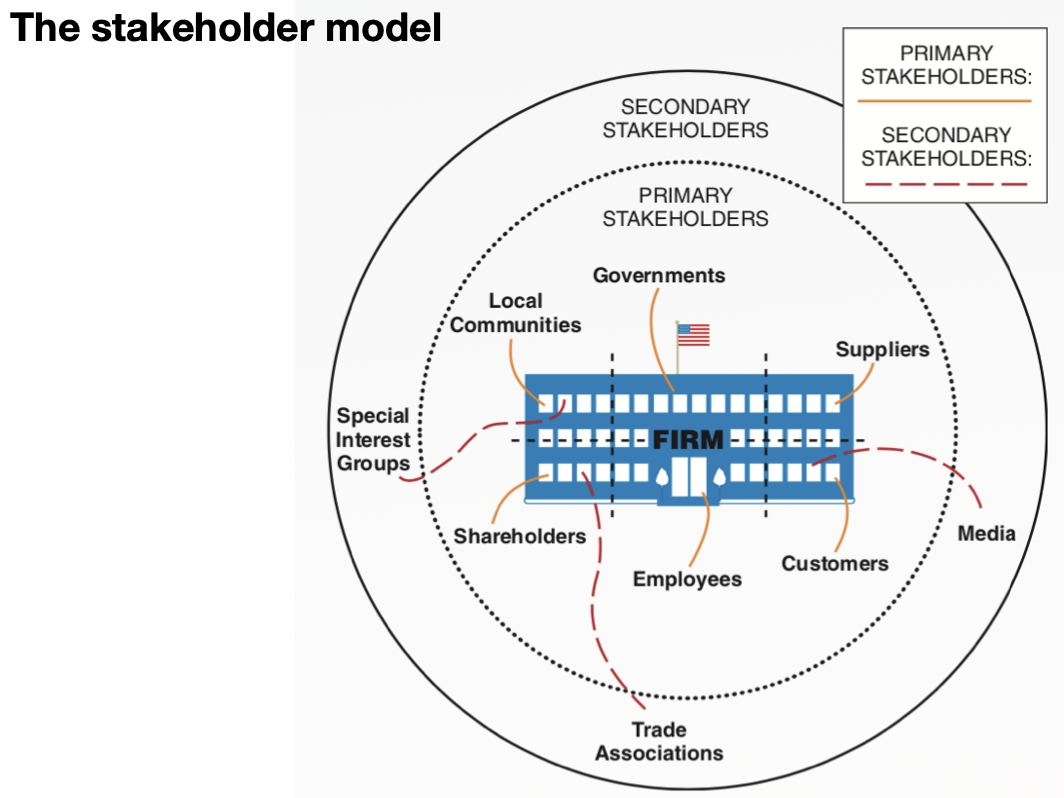 The stakeholder model
PRIMARY
STAKEHOLDERS:
SECONDARY
STAKEHOLDERS:
SECONDARY
STAKEHOLDERS
PRIMARY
STAKEHOLDERS
Governments
Local
Communities
Suppliers
Special
Interest
Groups
FIRM
Shareholders
Media
Customers
Employees
Trade
Associations